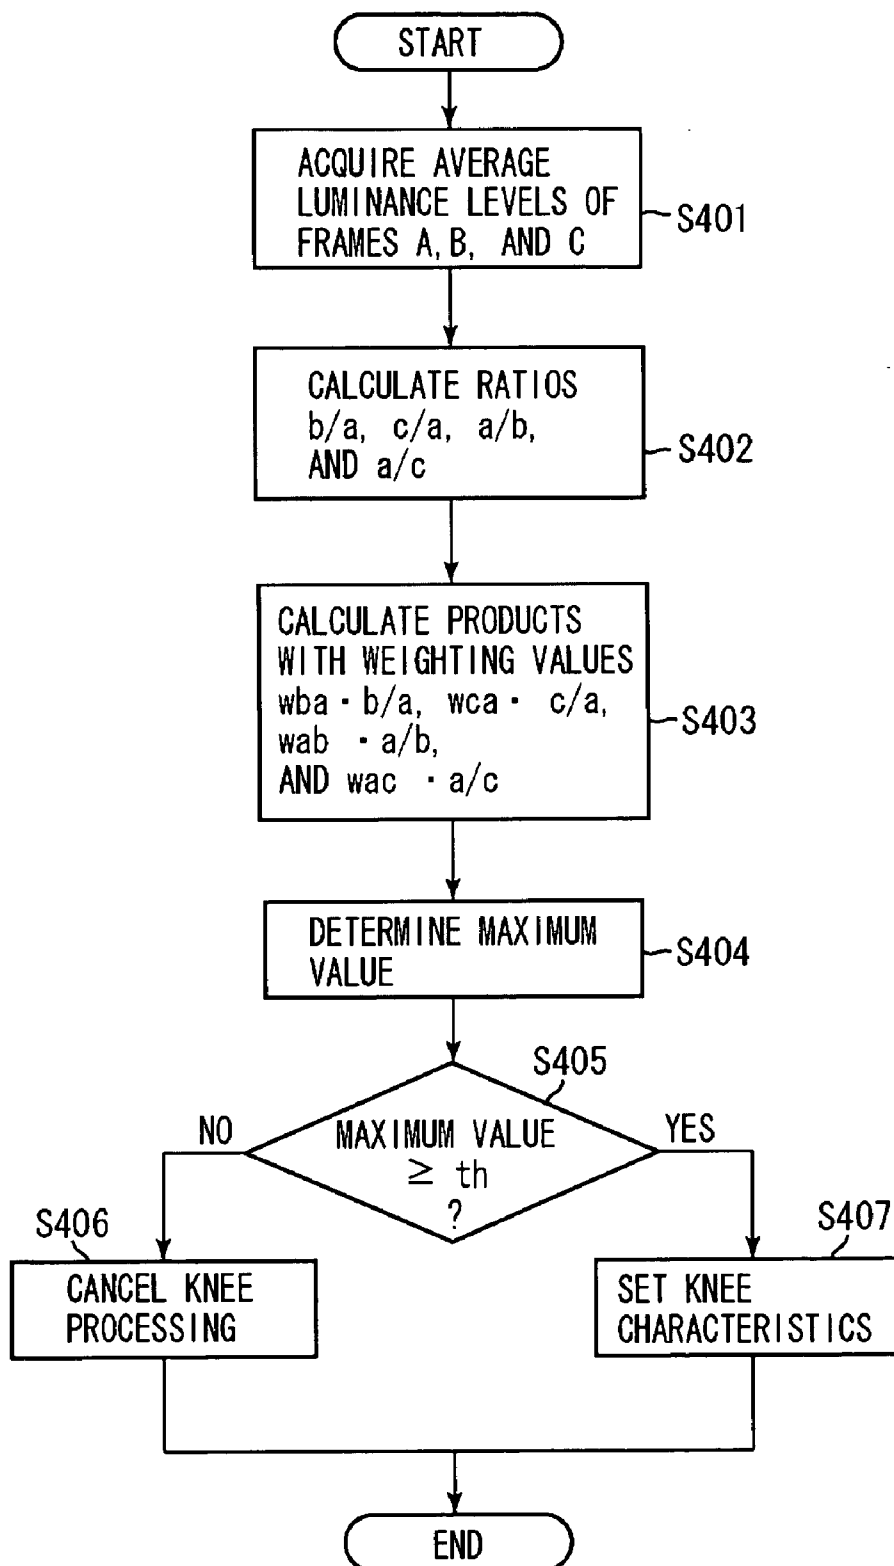 START
ACQUIRE AVERAGE
LUMINANCE LEVELS OF
FRAMES A, B, AND C
S401
CALCULATE RATIOS
b/a, c/a, a/b,
AND a/c
S402
CALCULATE PRODUCTS
WITH WEIGHTING VALUES
wba · b/a, wca · c/a,
wab · a/b,
AND wac · a/c
S403
DETERMINE MAXIMUM
VALUE
S404
S405
NO
MAXIMUM VALUE
≥ th
?
YES
S406
CANCEL KNEE
PROCESSING
S407
SET KNEE
CHARACTERISTICS
END